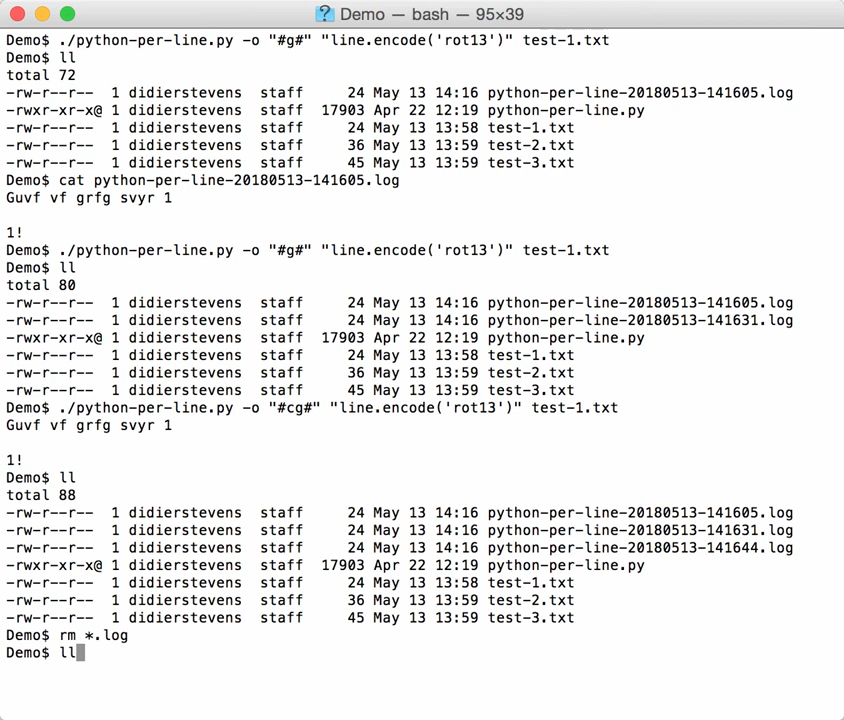 Demo — bash — 95×39
Demo$ ./python-per-line.py -o "#g#" "line.encode('rot13')" test-1.txt
Demo$ ll
total 72
-rw-r--r--  1 didierstevens  staff     24 May 13 14:16 python-per-line-20180513-141605.log
-rwxr-xr-x@ 1 didierstevens  staff  17903 Apr 22 12:19 python-per-line.py
-rw-r--r--  1 didierstevens  staff     24 May 13 13:58 test-1.txt
-rw-r--r--  1 didierstevens  staff     36 May 13 13:59 test-2.txt
-rw-r--r--  1 didierstevens  staff     45 May 13 13:59 test-3.txt
Demo$ cat python-per-line-20180513-141605.log
Guvf vf grfg svyr 1
1!
Demo$ ./python-per-line.py -o "#g#" "line.encode('rot13')" test-1.txt
Demo$ ll
total 80
-rw-r--r--  1 didierstevens  staff     24 May 13 14:16 python-per-line-20180513-141605.log
-rw-r--r--  1 didierstevens  staff     24 May 13 14:16 python-per-line-20180513-141631.log
-rwxr-xr-x@ 1 didierstevens  staff  17903 Apr 22 12:19 python-per-line.py
-rw-r--r--  1 didierstevens  staff     24 May 13 13:58 test-1.txt
-rw-r--r--  1 didierstevens  staff     36 May 13 13:59 test-2.txt
-rw-r--r--  1 didierstevens  staff     45 May 13 13:59 test-3.txt
Demo$ ./python-per-line.py -o "#cg#" "line.encode('rot13')" test-1.txt
Guvf vf grfg svyr 1
1!
Demo$ ll
total 88
-rw-r--r--  1 didierstevens  staff     24 May 13 14:16 python-per-line-20180513-141605.log
-rw-r--r--  1 didierstevens  staff     24 May 13 14:16 python-per-line-20180513-141631.log
-rw-r--r--  1 didierstevens  staff     24 May 13 14:16 python-per-line-20180513-141644.log
-rwxr-xr-x@ 1 didierstevens  staff  17903 Apr 22 12:19 python-per-line.py
-rw-r--r--  1 didierstevens  staff     24 May 13 13:58 test-1.txt
-rw-r--r--  1 didierstevens  staff     36 May 13 13:59 test-2.txt
-rw-r--r--  1 didierstevens  staff     45 May 13 13:59 test-3.txt
Demo$ rm *.log
Demo$ ll